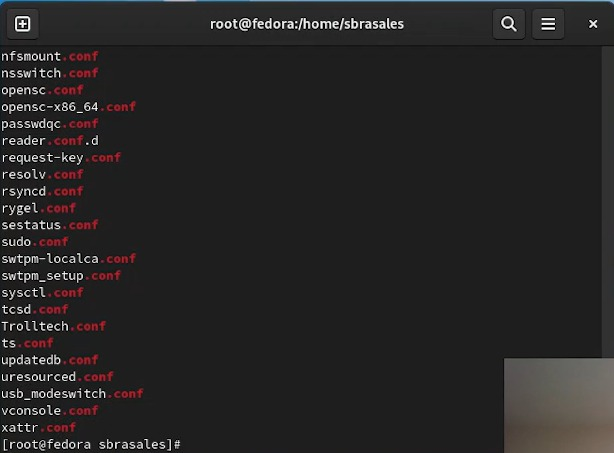 root@fedora:/home/sbrasales
nfsmount.conf
nsswitch.conf
opensc.conf
opensc-x86_64.conf
passwdqc.conf
reader.conf.d
request-key.conf
resolv.conf
rsyncd.conf
rygel.conf
sestatus.conf
sudo.conf
swtpm-localca.conf
swtpm_setup.conf
sysctl.conf
tcsd.conf
Trolltech.conf
ts.conf
updatedb.conf
uresourced.conf
usb_modeswitch.conf
vconsole.conf
xattr.conf
[root@fedora sbrasales]#